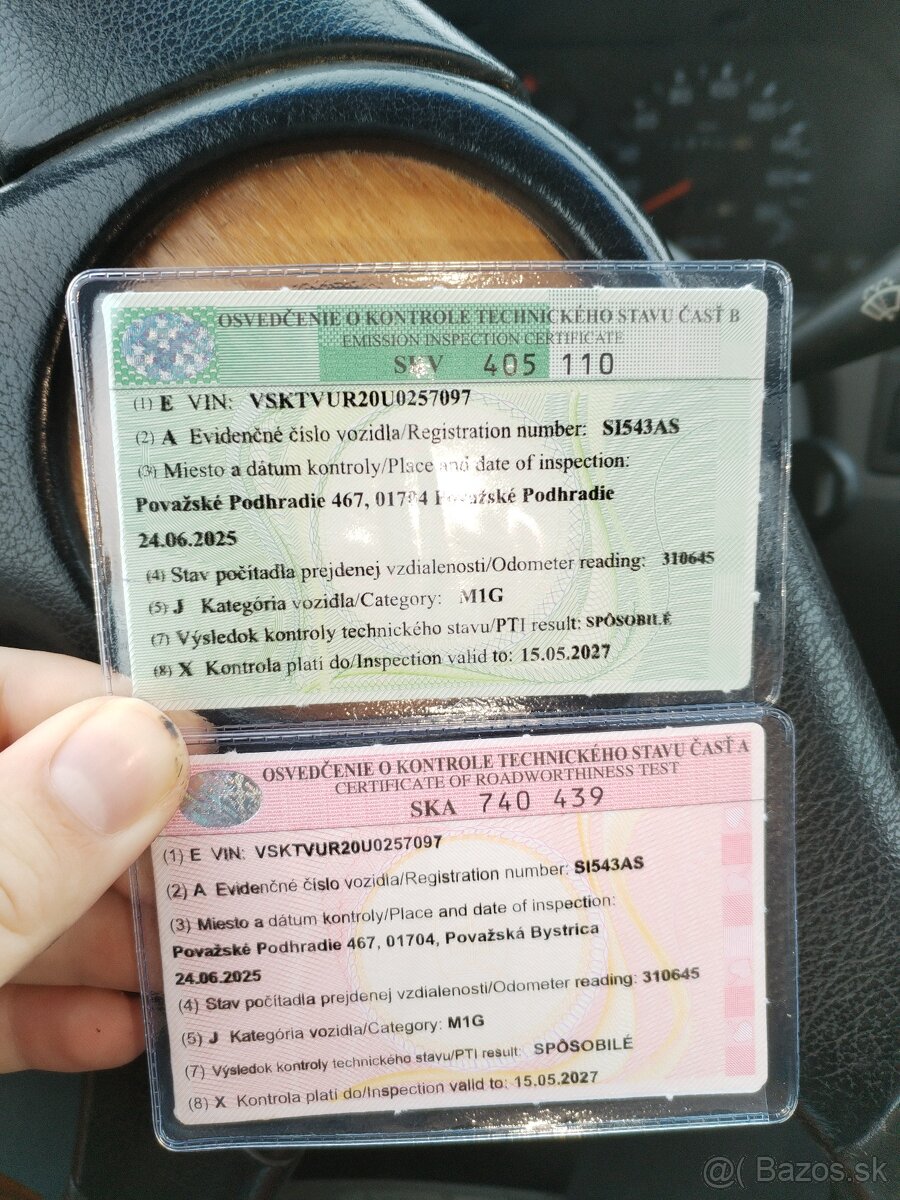 OSVEDČENIE O KONTROLE TECHNICKÉHO STAVU ČASŤ B
EMISSION INSPECTION CERTIFICATE
405 110
(1) E VIN: VSKTVUR20U0257097
(2) A Evidenčné číslo vozidla/Registration number: SI543AS
(3) Miesto a dátum kontroly/Place and date of inspection:
Považské Podhradie 467, 01704 Považské Podhradie
24.06.2025
(4) Stav počítadla prejdenej vzdialenosti/Odometer reading: 310645
(5) J Kategória vozidla/Category: M1G
(7) Výsledok kontroly technického stavu/PTI result: SPÔSOBILÉ
(8) X Kontrola platí do/Inspection valid to: 15.05.2027
OSVEDČENIE O KONTROLE TECHNICKÉHO STAVU ČASŤ A
CERTIFICATE OF ROADWORTHINESS TEST
SKA 740 439
(1) E VIN: VSKTVUR20U0257097
(2) A Evidenčné číslo vozidla/Registration number: SI543AS
(3) Miesto a dátum kontroly/Place and date of inspection:
Považské Podhradie 467, 01704, Považská Bystrica
24.06.2025
(4) Stav počítadla prejdenej vzdialenosti/Odometer reading: 310645
(5) J Kategória vozidla/Category: M1G
(7) Výsledok kontroly technického stavu/PTI result: SPÔSOBILÉ
(8) X Kontrola platí do/Inspection valid to: 15.05.2027
@( Bazos.sk